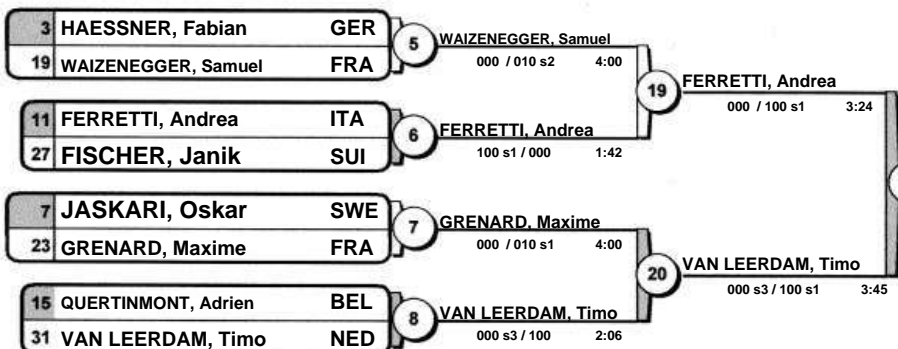 3 HAESSNER, Fabian GER
19 WAIZENEGGER, Samuel FRA
5
WAIZENEGGER, Samuel
000 / 010 s2 4:00
11 FERRETTI, Andrea ITA
27 FISCHER, Janik SUI
6
FERRETTI, Andrea
100 s1 / 000 1:42
19
FERRETTI, Andrea
000 / 100 s1 3:24
7 JASKARI, Oskar SWE
23 GRENARD, Maxime FRA
7
GRENARD, Maxime
000 / 010 s1 4:00
15 QUERTINMONT, Adrien BEL
31 VAN LEERDAM, Timo NED
8
VAN LEERDAM, Timo
000 s3 / 100 2:06
20
VAN LEERDAM, Timo
000 s3 / 100 s1 3:45